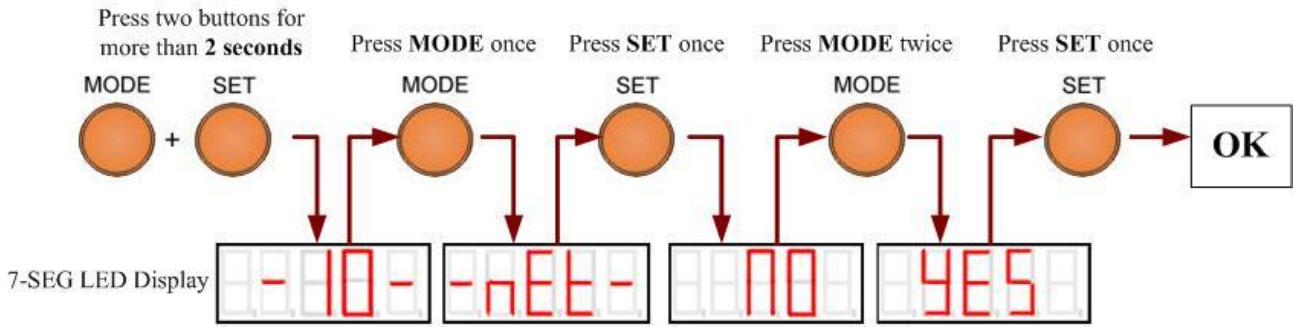 Press two buttons for
more than 2 seconds
Press MODE once
Press SET once
Press MODE twice
Press SET once
MODE
SET
MODE
SET
MODE
SET
+
OK
7-SEG LED Display
- 10 -
-nEt-
NO
YES